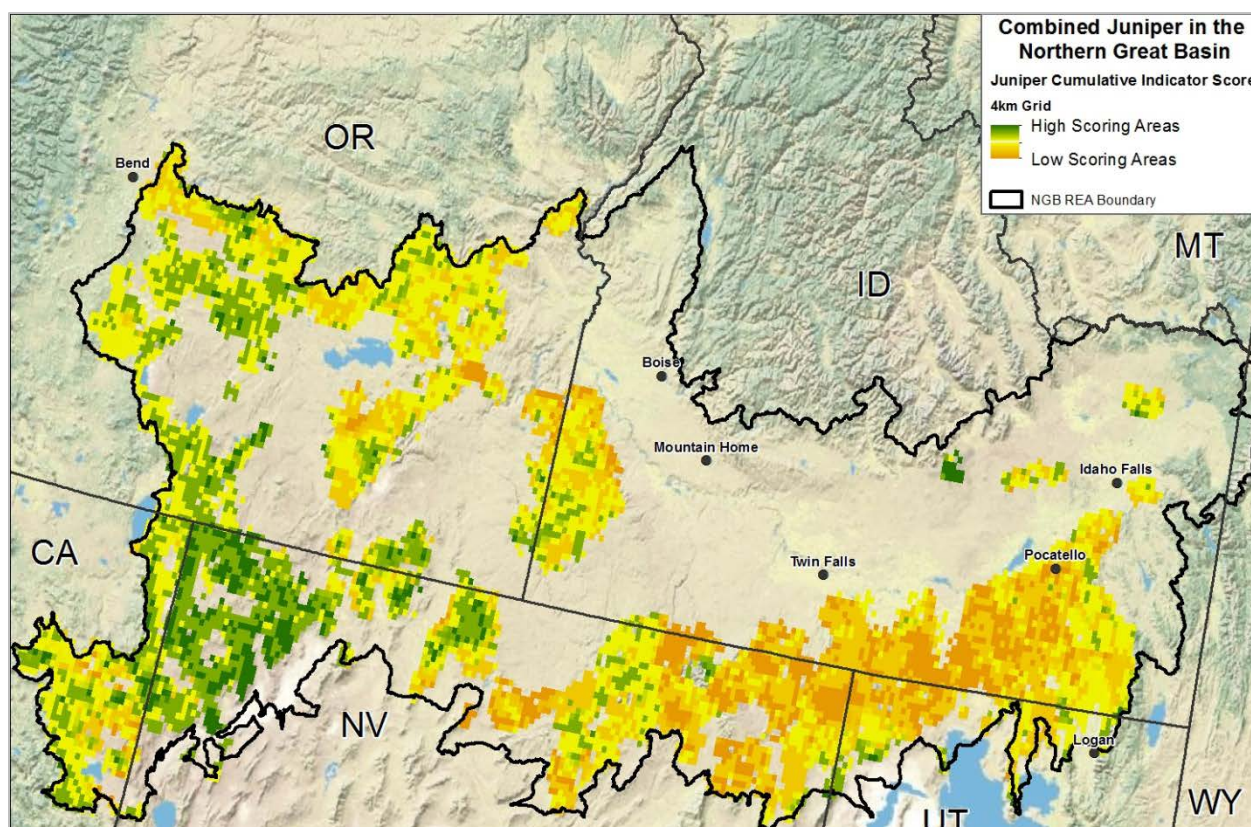 Combined Juniper in the
Northern Great Basin
Juniper Cumulative Indicator Score
4km Grid
High Scoring Areas
Low Scoring Areas
NGB REA Boundary
OR
Bend
MT
ID
Boise
Mountain Home
Idaho Falls
CA
Twin Falls
Pocatello
NV
Logan
WY
UT